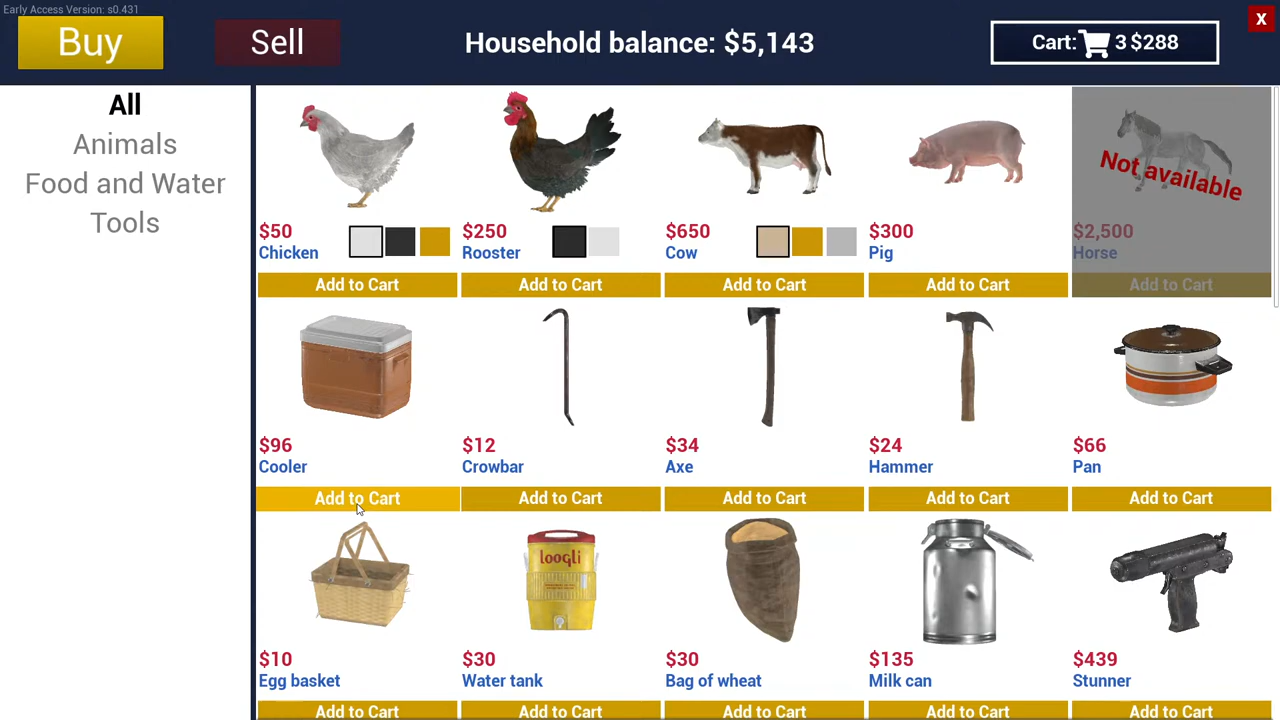 Early Access Version: s0.431
Buy
Sell
Household balance: $5,143
Cart: 3 $288
X
All
Animals
Food and Water
Tools
$50
Chicken
Add to Cart
$250
Rooster
Add to Cart
$650
Cow
Add to Cart
$300
Pig
Add to Cart
Not available
$2,500
Horse
Add to Cart
$96
Cooler
Add to Cart
$12
Crowbar
Add to Cart
$34
Axe
Add to Cart
$24
Hammer
Add to Cart
$66
Pan
Add to Cart
$10
Egg basket
Add to Cart
loogli
$30
Water tank
Add to Cart
$30
Bag of wheat
Add to Cart
$135
Milk can
Add to Cart
$439
Stunner
Add to Cart